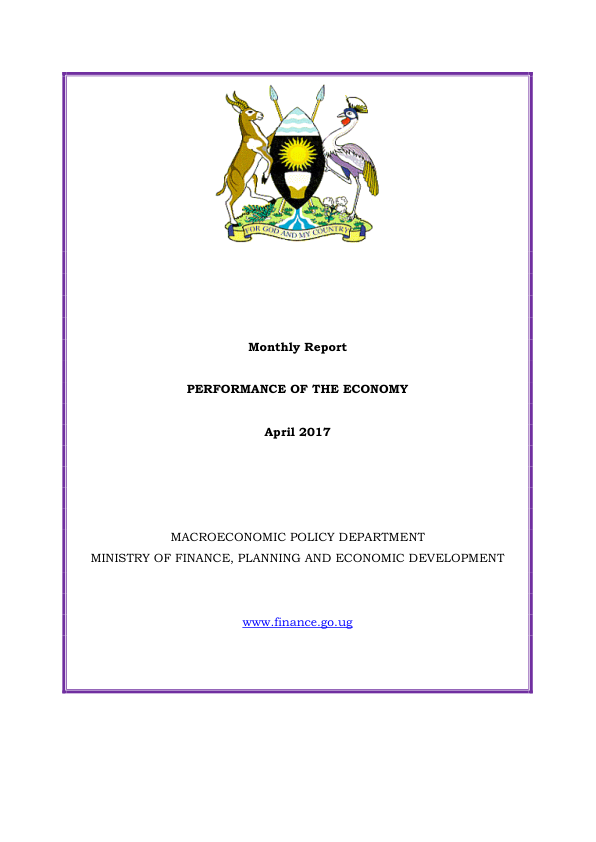 FOR GOD AND MY COUNTRY
Monthly Report
PERFORMANCE OF THE ECONOMY
April 2017
MACROECONOMIC POLICY DEPARTMENT
MINISTRY OF FINANCE, PLANNING AND ECONOMIC DEVELOPMENT
www.finance.go.ug